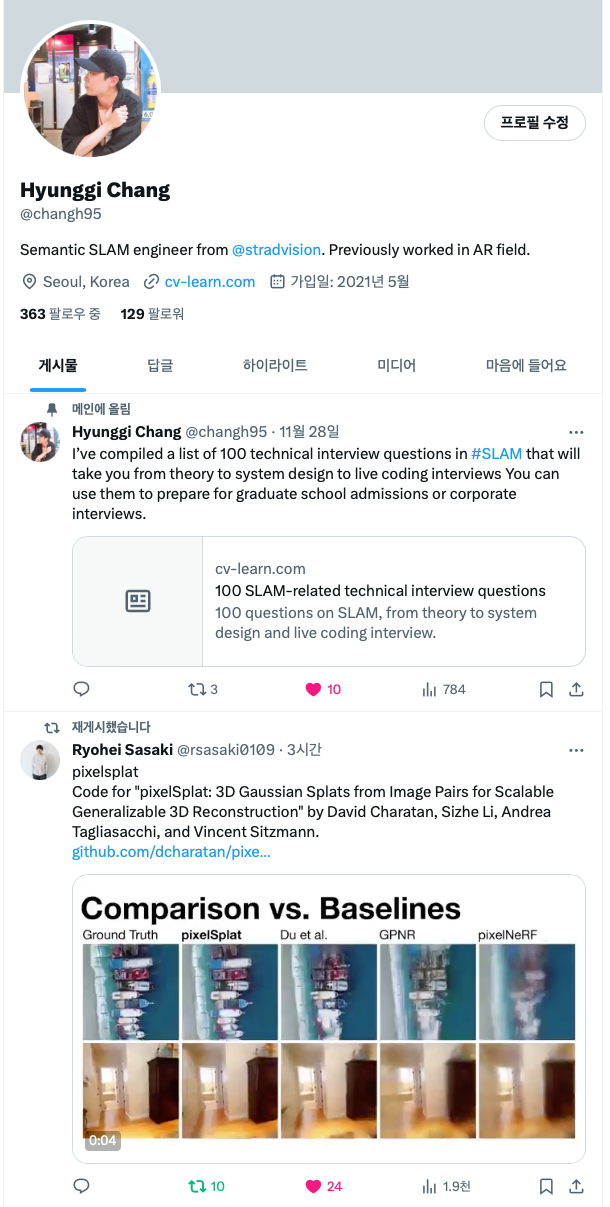 프로필 수정
Hyunggi Chang
@changh95
Semantic SLAM engineer from @stradvision. Previously worked in AR field.
Seoul, Korea cv-learn.com 가입일: 2021년 5월
363 팔로우 중 129 팔로워
게시물 답글 하이라이트 미디어 마음에 들어요
메인에 올림
Hyunggi Chang @changh95 · 11월 28일
I've compiled a list of 100 technical interview questions in #SLAM that will
take you from theory to system design to live coding interviews You can
use them to prepare for graduate school admissions or corporate
interviews.
cv-learn.com
100 SLAM-related technical interview questions
100 questions on SLAM, from theory to system
design and live coding interview.
3 10 784
재게시했습니다
Ryohei Sasaki @rsasaki0109 · 3시간
pixelsplat
Code for "pixelSplat: 3D Gaussian Splats from Image Pairs for Scalable
Generalizable 3D Reconstruction" by David Charatan, Sizhe Li, Andrea
Tagliasacchi, and Vincent Sitzmann.
github.com/dcharatan/pixe...
Comparison vs. Baselines
Ground Truth pixelSplat Du et al. GPNR pixelNeRF
0:04
10 24 1.9천